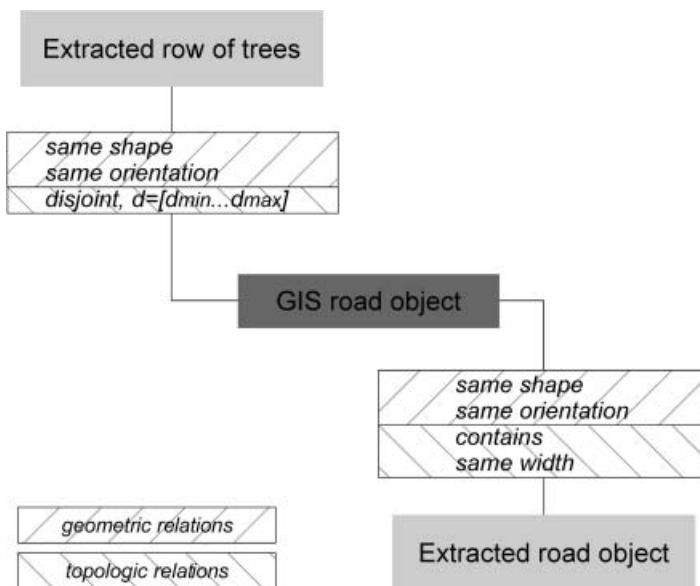 Extracted row of trees
same shape
same orientation
disjoint, d=[dmin...dmax]
GIS road object
same shape
same orientation
contains
same width
geometric relations
topologic relations
Extracted road object